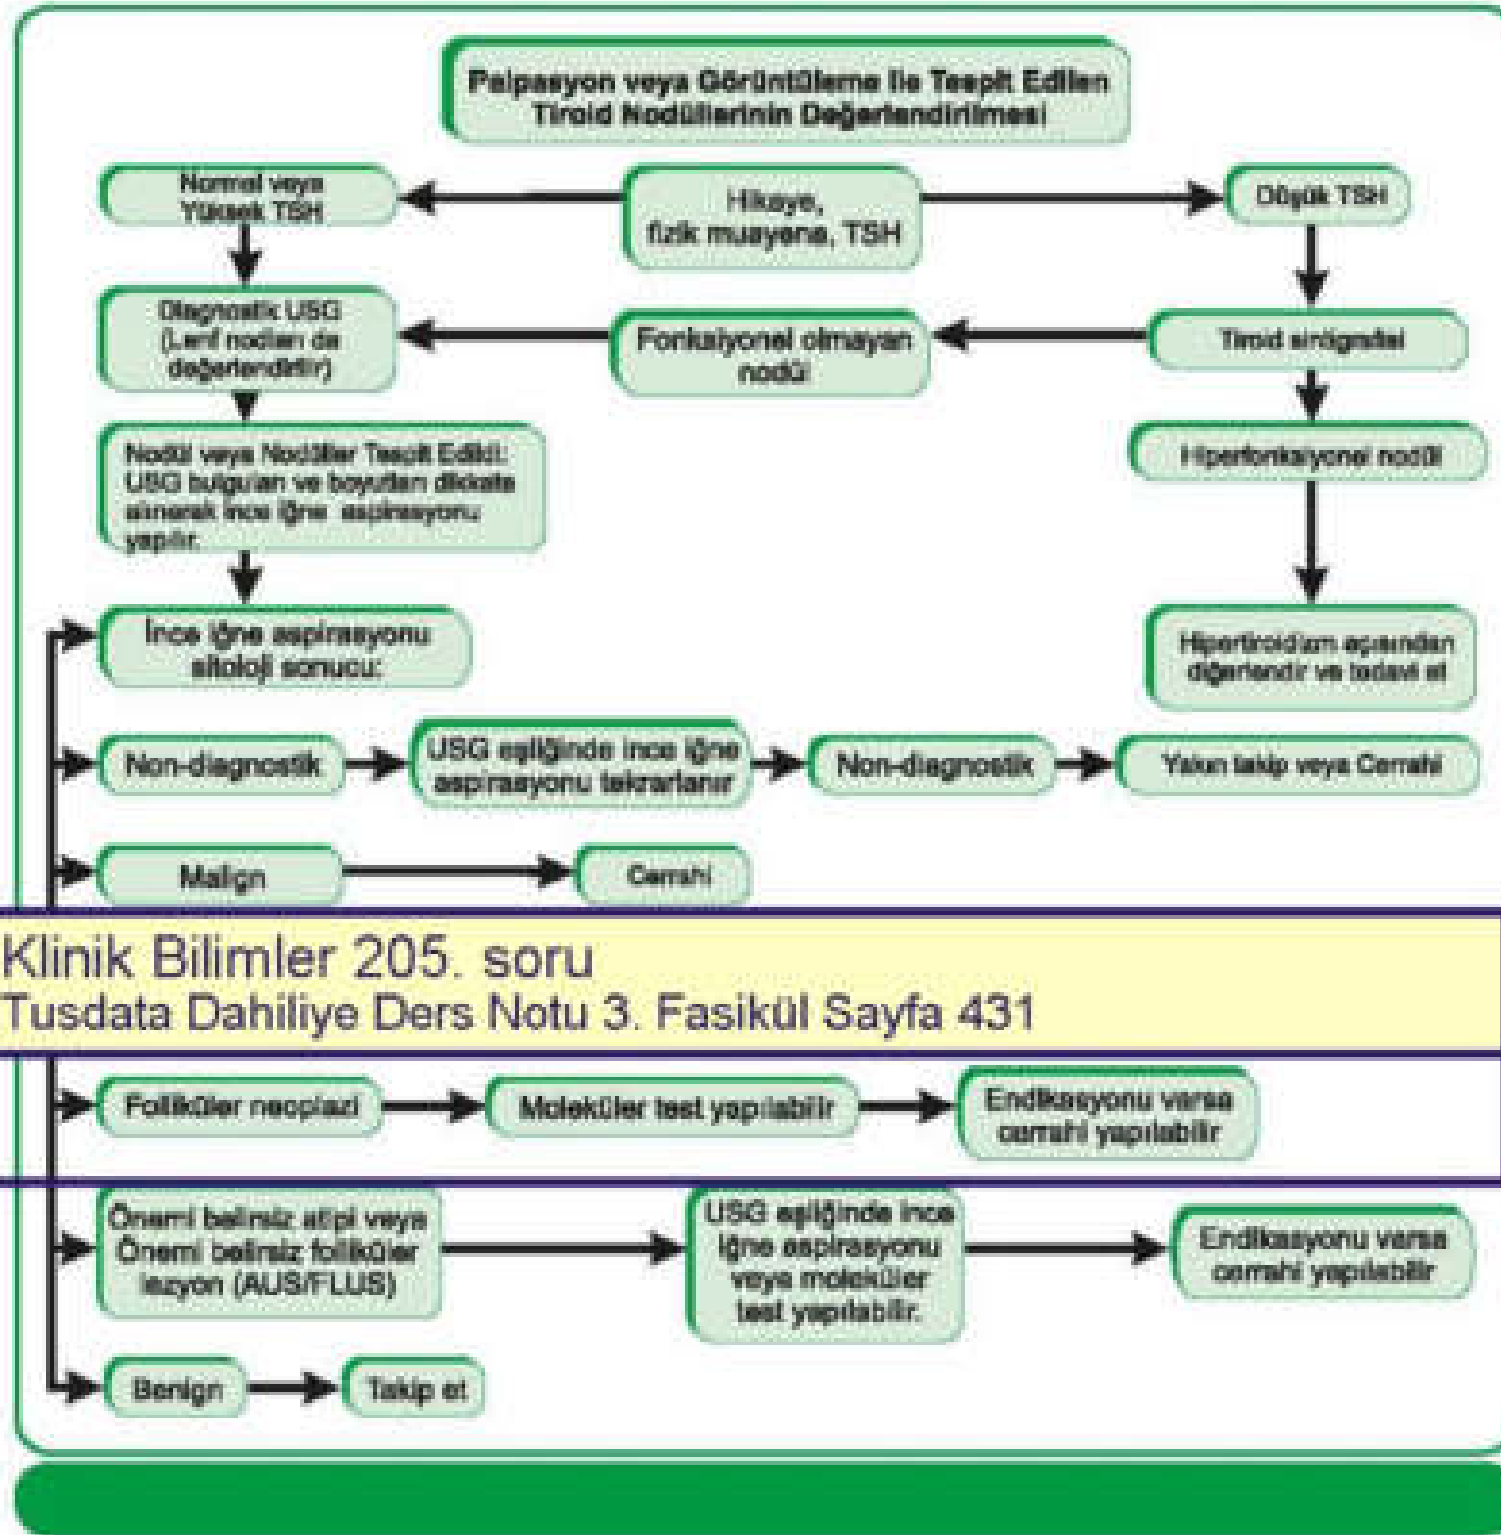 Palpasyon veya Görüntüleme ile Tespit Edilen
Tiroid Nodüllerinin Değerlendirilmesi
Normal veya
Yüksek TSH
Hikaye,
fizik muayene, TSH
Düşük TSH
Diagnostik USG
(Lenf nodları da
değerlendirilir)
Fonksiyonel olmayan
nodül
Tiroid sintigrafisi
Nodül veya Nodüller Tespit Edildi:
USG bulguları ve boyutları dikkate
alınarak ince iğne aspirasyonu
yapılır.
Hiperfonksiyonel nodül
İnce iğne aspirasyonu
sitoloji sonucu:
Hipertiroidizm açısından
diğerlendir ve tedavi et
Non-diagnostik
USG eşliğinde ince iğne
aspirasyonu tekrarlanır
Non-diagnostik
Yakın takip veya Cerrahi
Malign
Cerrahi
Klinik Bilimler 205. soru
Tusdata Dahiliye Ders Notu 3. Fasikül Sayfa 431
Foliküler neoplazi
Moleküler test yapılabilir
Endikasyonu varsa
cerrahi yapılabilir
Önemi belirsiz atipi veya
Önemi belirsiz foliküler
lezyon (AUS/FLUS)
USG eşliğinde ince
iğne aspirasyonu
veya moleküler
test yapılabilir.
Endikasyonu varsa
cerrahi yapılabilir
Benign
Takip et